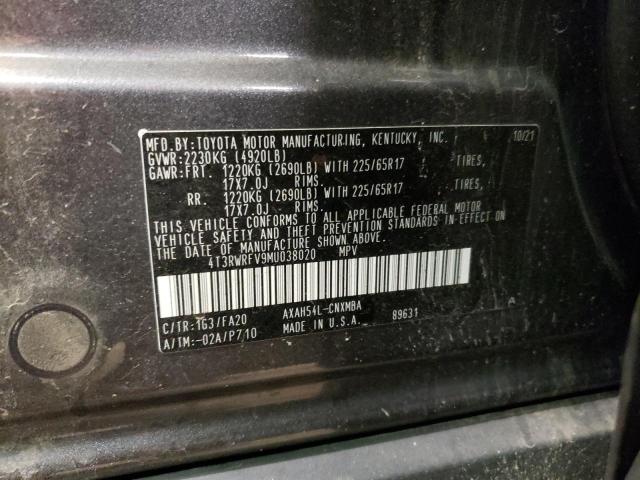 MFD.BY:TOYOTA MOTOR MANUFACTURING, KENTUCKY, INC. 10/21
GVWR:2230KG (4920LB)
GAWR:FRT. 1220KG (2690LB) WITH 225/65R17 TIRES,
17X7.0J RIMS.
RR. 1220KG (2690LB) WITH 225/65R17 TIRES,
17X7.0J RIMS.
THIS VEHICLE CONFORMS TO ALL APPLICABLE FEDERAL MOTOR
VEHICLE SAFETY AND THEFT PREVENTION STANDARDS IN EFFECT ON
THE DATE OF MANUFACTURE SHOWN ABOVE.
4T3RWRFV9MU038020 MPV
C/TR:1G3/FA20 AXAH54L-CNXMBA A
A/TM:-02A/P710 MADE IN U.S.A. 89631